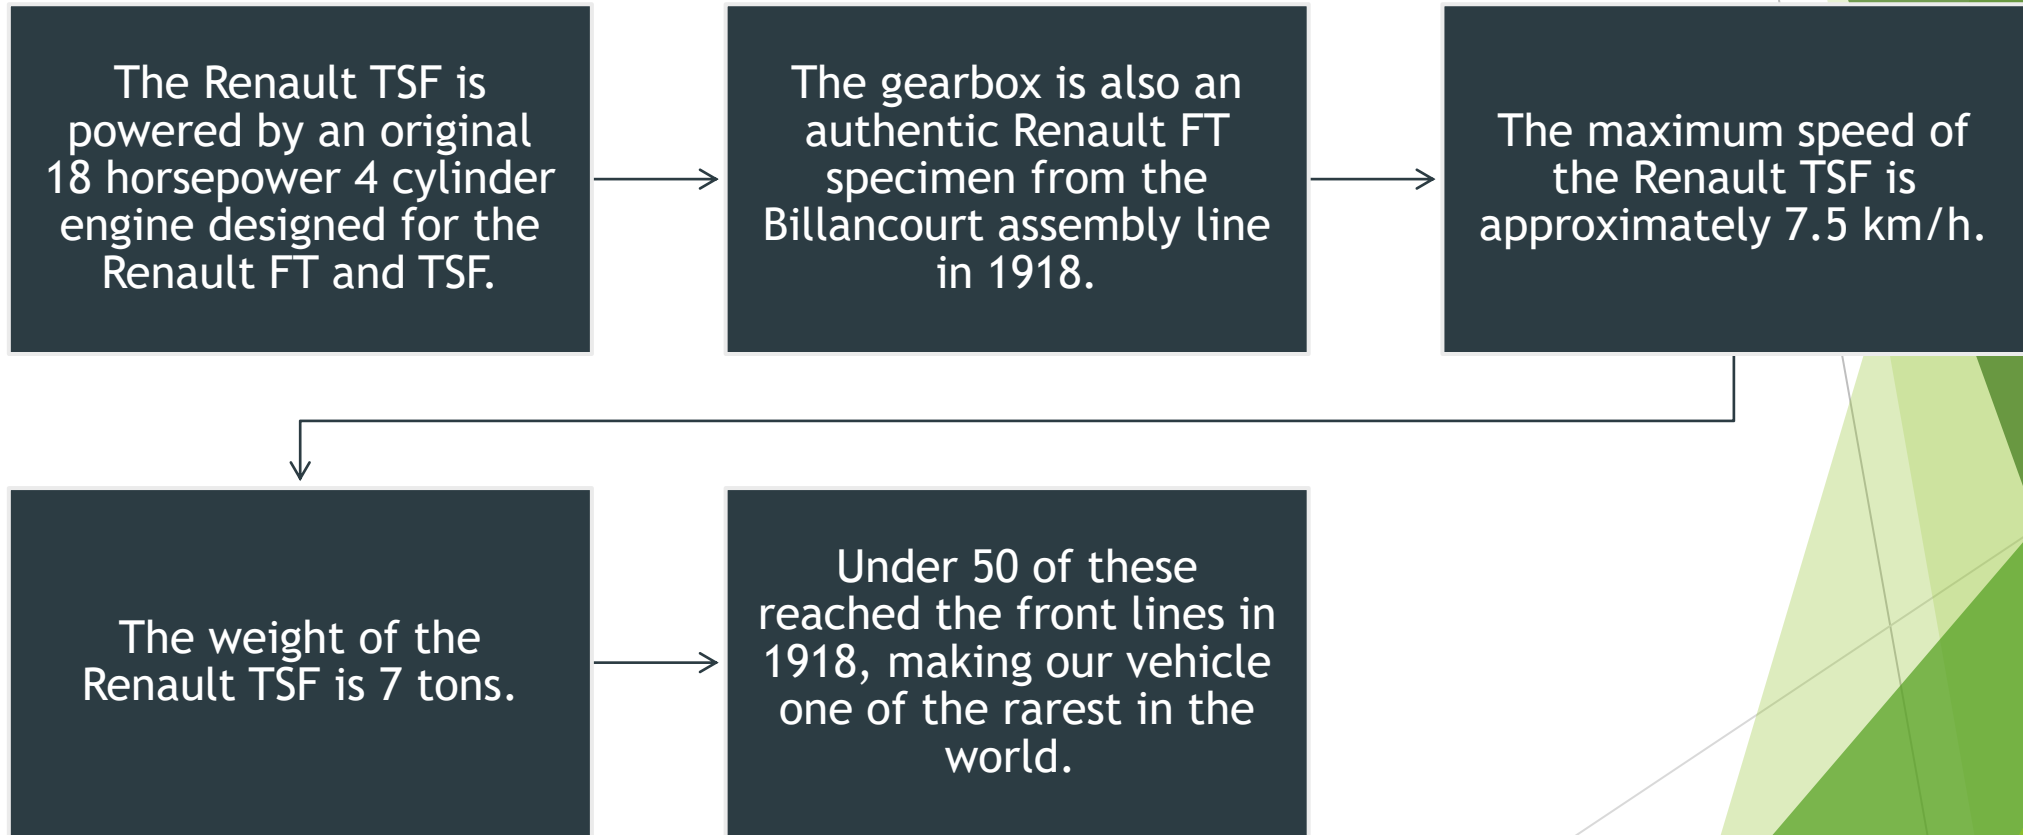 The Renault TSF is
powered by an original
18 horsepower 4 cylinder
engine designed for the
Renault FT and TSF.
The gearbox is also an
authentic Renault FT
specimen from the
Billancourt assembly line
in 1918.
The maximum speed of
the Renault TSF is
approximately 7.5 km/h.
The weight of the
Renault TSF is 7 tons.
Under 50 of these
reached the front lines in
1918, making our vehicle
one of the rarest in the
world.